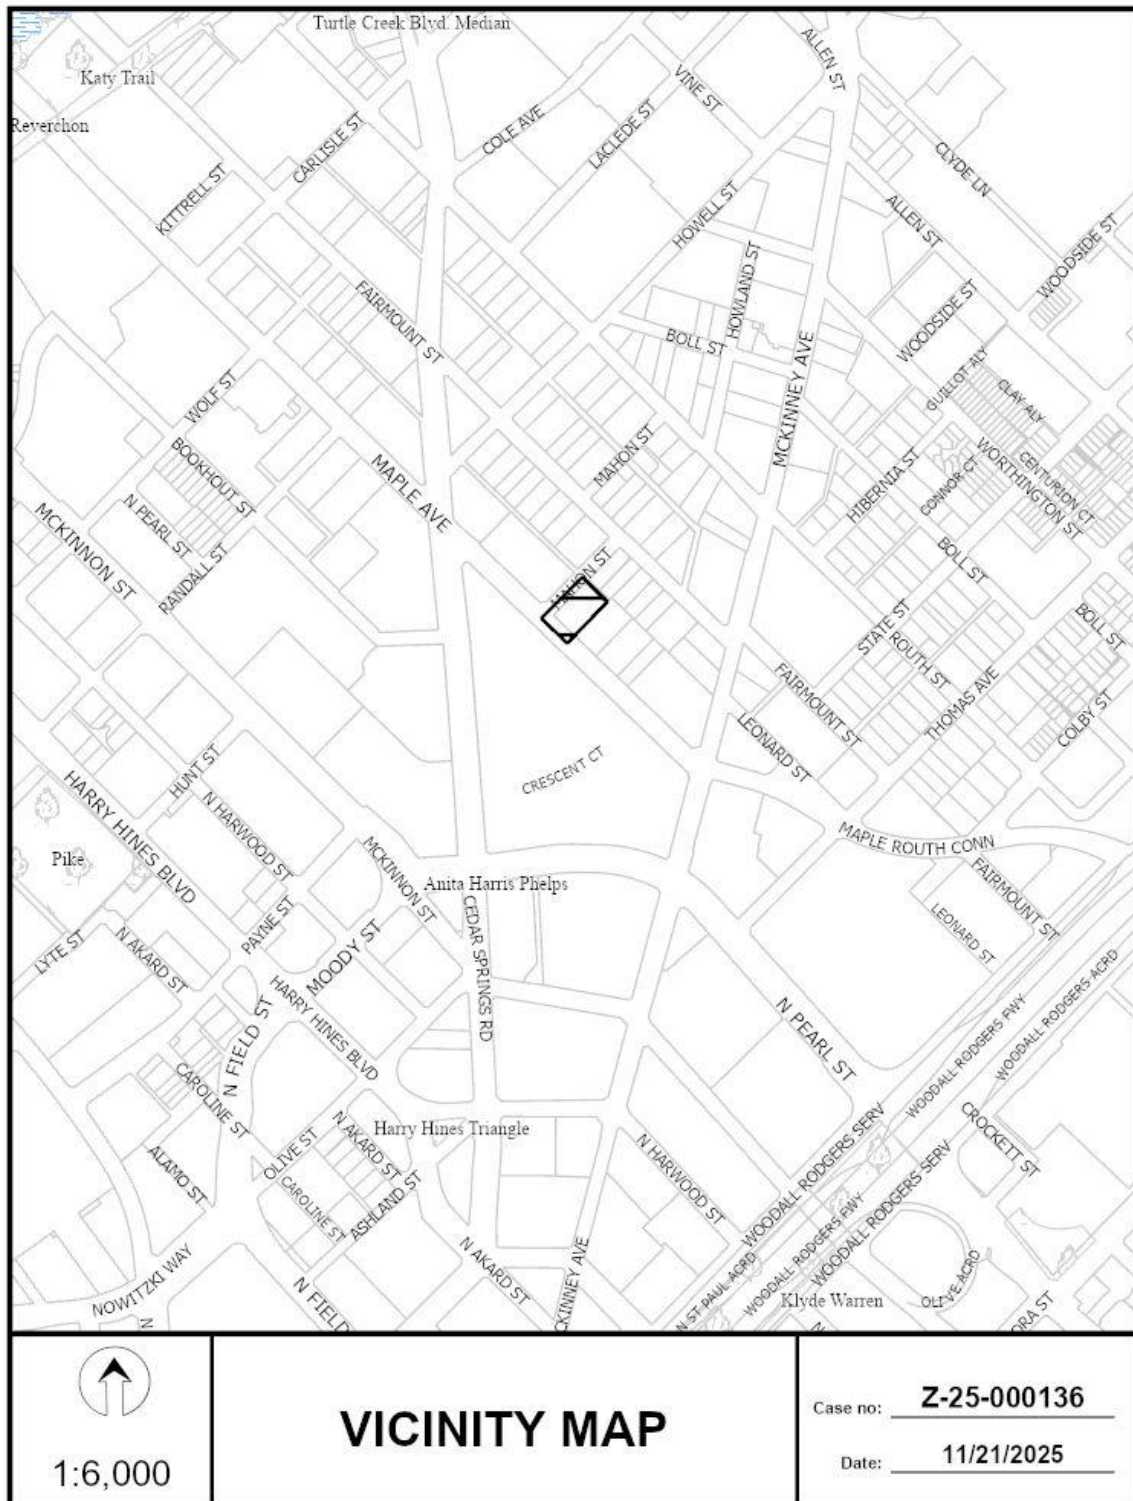 Turtle Creek Blvd. Median
Katy Trail
Reverchon
ALLEN ST
VINE ST
COLE AVE
LACLEDE ST
CARLISLE ST
KITTRELL ST
CLYDE LN
HOWELL ST
ALLEN ST
WOODSIDE ST
HOWLAND ST
FAIRMOUNT ST
BOLL ST
WOODSIDE ST
MCKINNEY AVE
GUILLOT ALY
CLAY ALY
WOLF ST
BOOKHOUT ST
MAHON ST
MAPLE AVE
HIBERNIA ST
CONNOR CT
WORTHINGTON ST
CENTURION CT
N PEARL ST
MCKINNON ST
RANDALL ST
MAHON ST
BOLL ST
BOLL ST
STATE ST
ROUTH ST
FAIRMOUNT ST
THOMAS AVE
COLBY ST
LEONARD ST
CRESCENT CT
HUNT ST
HARRY HINES BLVD
N HARWOOD ST
Pike
MAPLE ROUTH CONN
MCKINNON ST
Anita Harris Phelps
FAIRMOUNT ST
LEONARD ST
PAYNE ST
CEDAR SPRINGS RD
LYTE ST
N AKARD ST
MOODY ST
HARRY HINES BLVD
N FIELD ST
N PEARL ST
WOODALL RODGERS FWY
WOODALL RODGERS ACRD
CAROLINE ST
WOODALL RODGERS SERV
CROCKETT ST
Harry Hines Triangle
N AKARD ST
OLIVE ST
ALAMO ST
CAROLINE ST
ASHLAND ST
N HARWOOD ST
WOODALL RODGERS SERV
WOODALL RODGERS FWY
N AKARD ST
NOWITZKI WAY
N FIELD
CKINNEY AVE
N ST PAUL ACRD
Klyde Warren
OLIVE ACRD
ORA ST
N
N
1:6,000
VICINITY MAP
Case no: Z-25-000136
Date: 11/21/2025